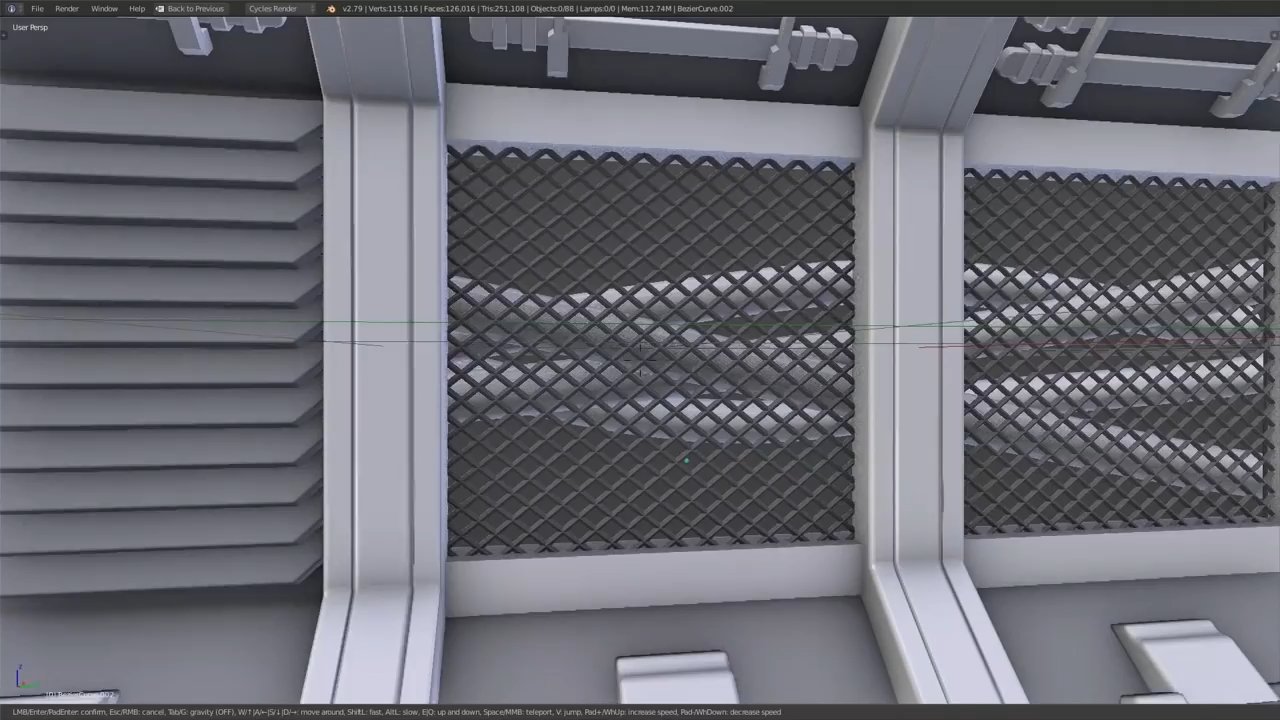 File Render Window Help Back to Previous Cycles Render v2.79 | Verts:115,116 | Faces:126,016 | Tris:251,108 | Objects:0/88 | Lamps:0/0 | Mem:112.74M | BezierCurve.002
User Persp
(0) BezierCurve.002
LMB/Enter/PadEnter: confirm, Esc/RMB: cancel, Tab/G: gravity (OFF), W/↑|A/←|S/↓|D/→: move around, Shift|L: fast, Alt|L: slow, E|Q: up and down, Space/MMB: teleport, V: jump, Pad+/WhUp: increase speed, Pad-/WhDown: decrease speed